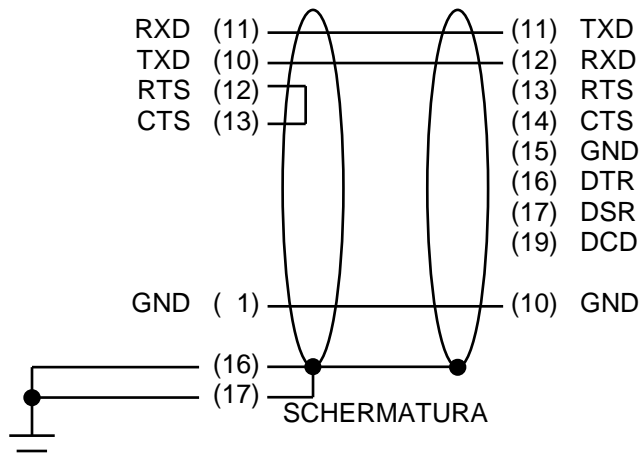 RXD (11) (11) TXD
TXD (10) (12) RXD
RTS (12) (13) RTS
CTS (13) (14) CTS
(15) GND
(16) DTR
(17) DSR
(19) DCD
GND ( 1) (10) GND
(16)
(17)
SCHERMATURA